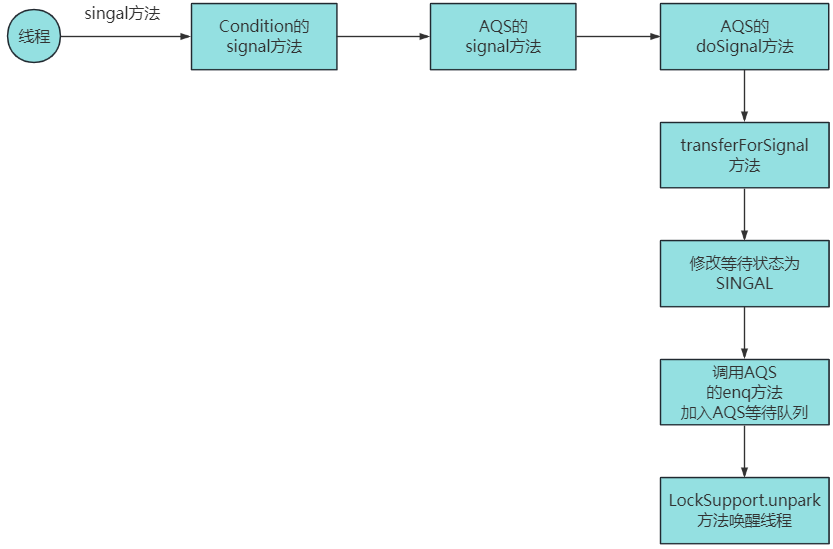 singal方法
线程
Condition的
signal方法
AQS的
signal方法
AQS的
doSignal方法
transferForSignal
方法
修改等待状态为
SINGAL
调用AQS
的enq方法
加入AQS等待队列
LockSupport.unpark
方法唤醒线程